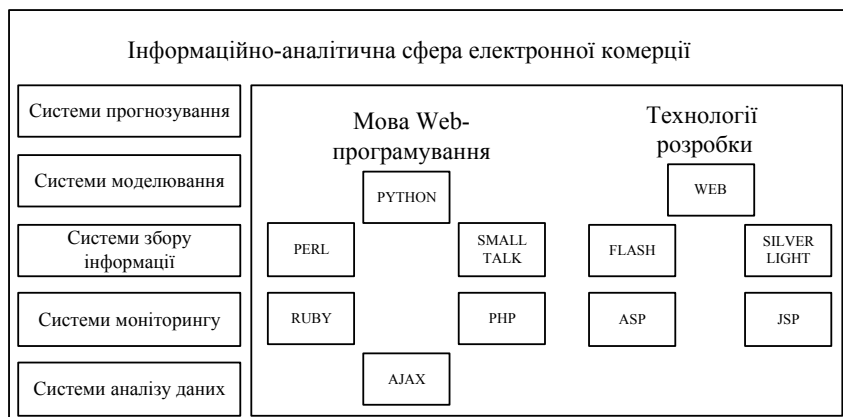 Інформаційно-аналітична сфера електронної комерції
Системи прогнозування
Системи моделювання
Системи збору
інформації
Системи моніторингу
Системи аналізу даних
Мова Web-
програмування
PYTHON
PERL
SMALL
TALK
RUBY
PHP
AJAX
Технології
розробки
WEB
FLASH
SILVER
LIGHT
ASP
JSP